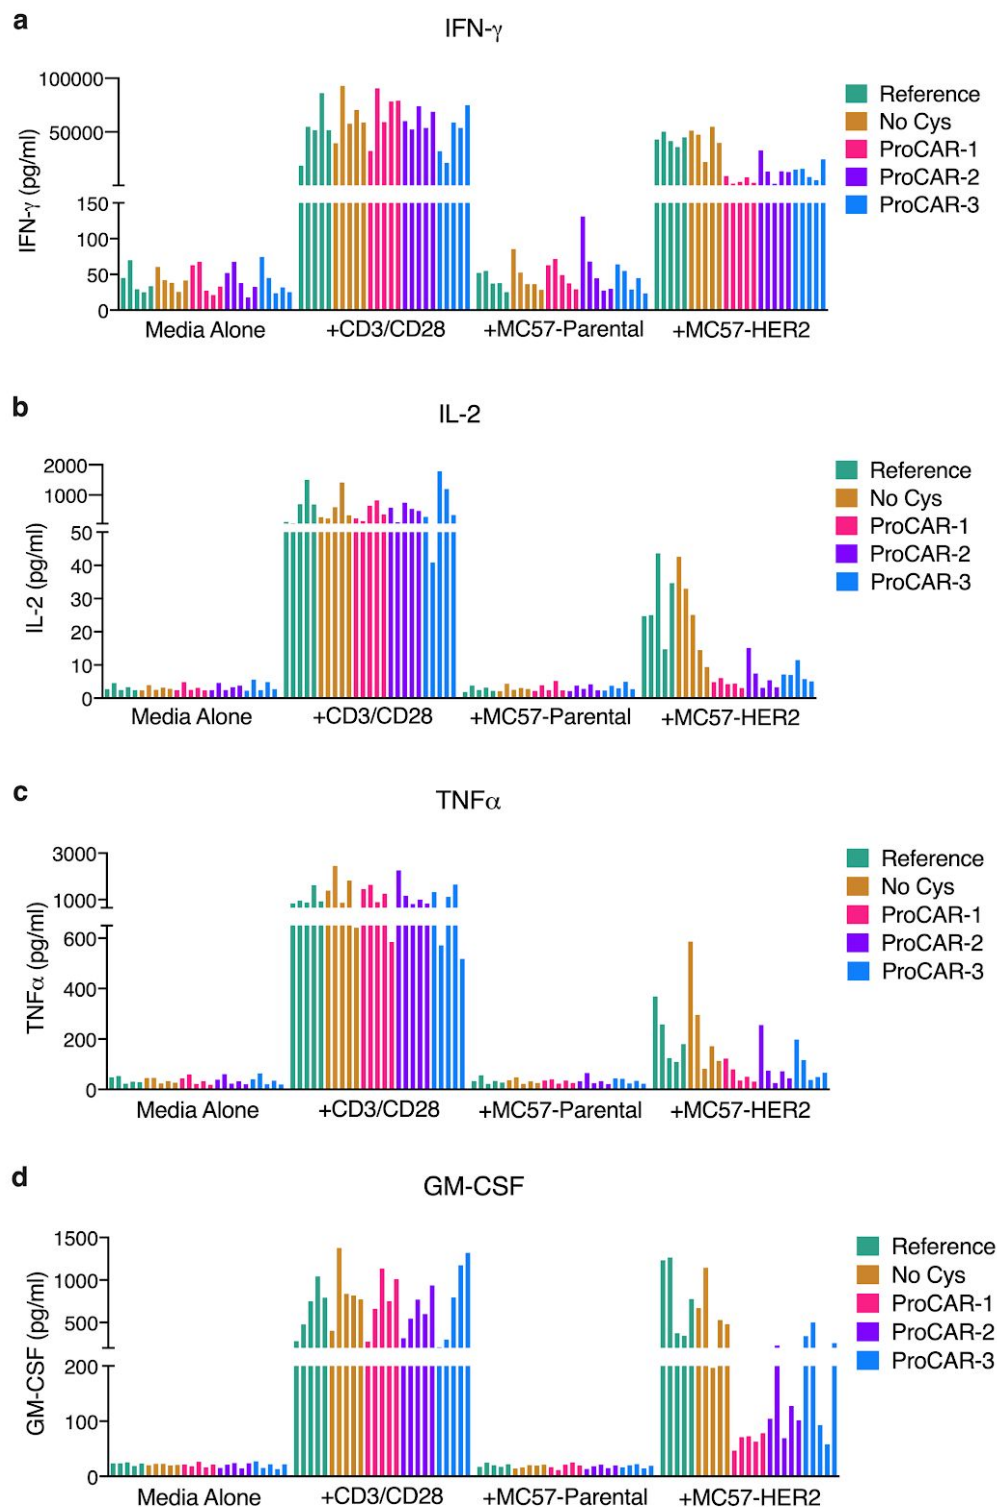 a
IFN-γ
100000
50000
150
100
50
0
IFN-γ (pg/ml)
Media Alone
+CD3/CD28
+MC57-Parental
+MC57-HER2
Reference
No Cys
ProCAR-1
ProCAR-2
ProCAR-3
b
IL-2
2000
1000
50
40
30
20
10
0
IL-2 (pg/ml)
Media Alone
+CD3/CD28
+MC57-Parental
+MC57-HER2
Reference
No Cys
ProCAR-1
ProCAR-2
ProCAR-3
c
TNFα
3000
1000
600
400
200
0
TNFα (pg/ml)
Media Alone
+CD3/CD28
+MC57-Parental
+MC57-HER2
Reference
No Cys
ProCAR-1
ProCAR-2
ProCAR-3
d
GM-CSF
1500
1000
500
200
100
0
GM-CSF (pg/ml)
Media Alone
+CD3/CD28
+MC57-Parental
+MC57-HER2
Reference
No Cys
ProCAR-1
ProCAR-2
ProCAR-3